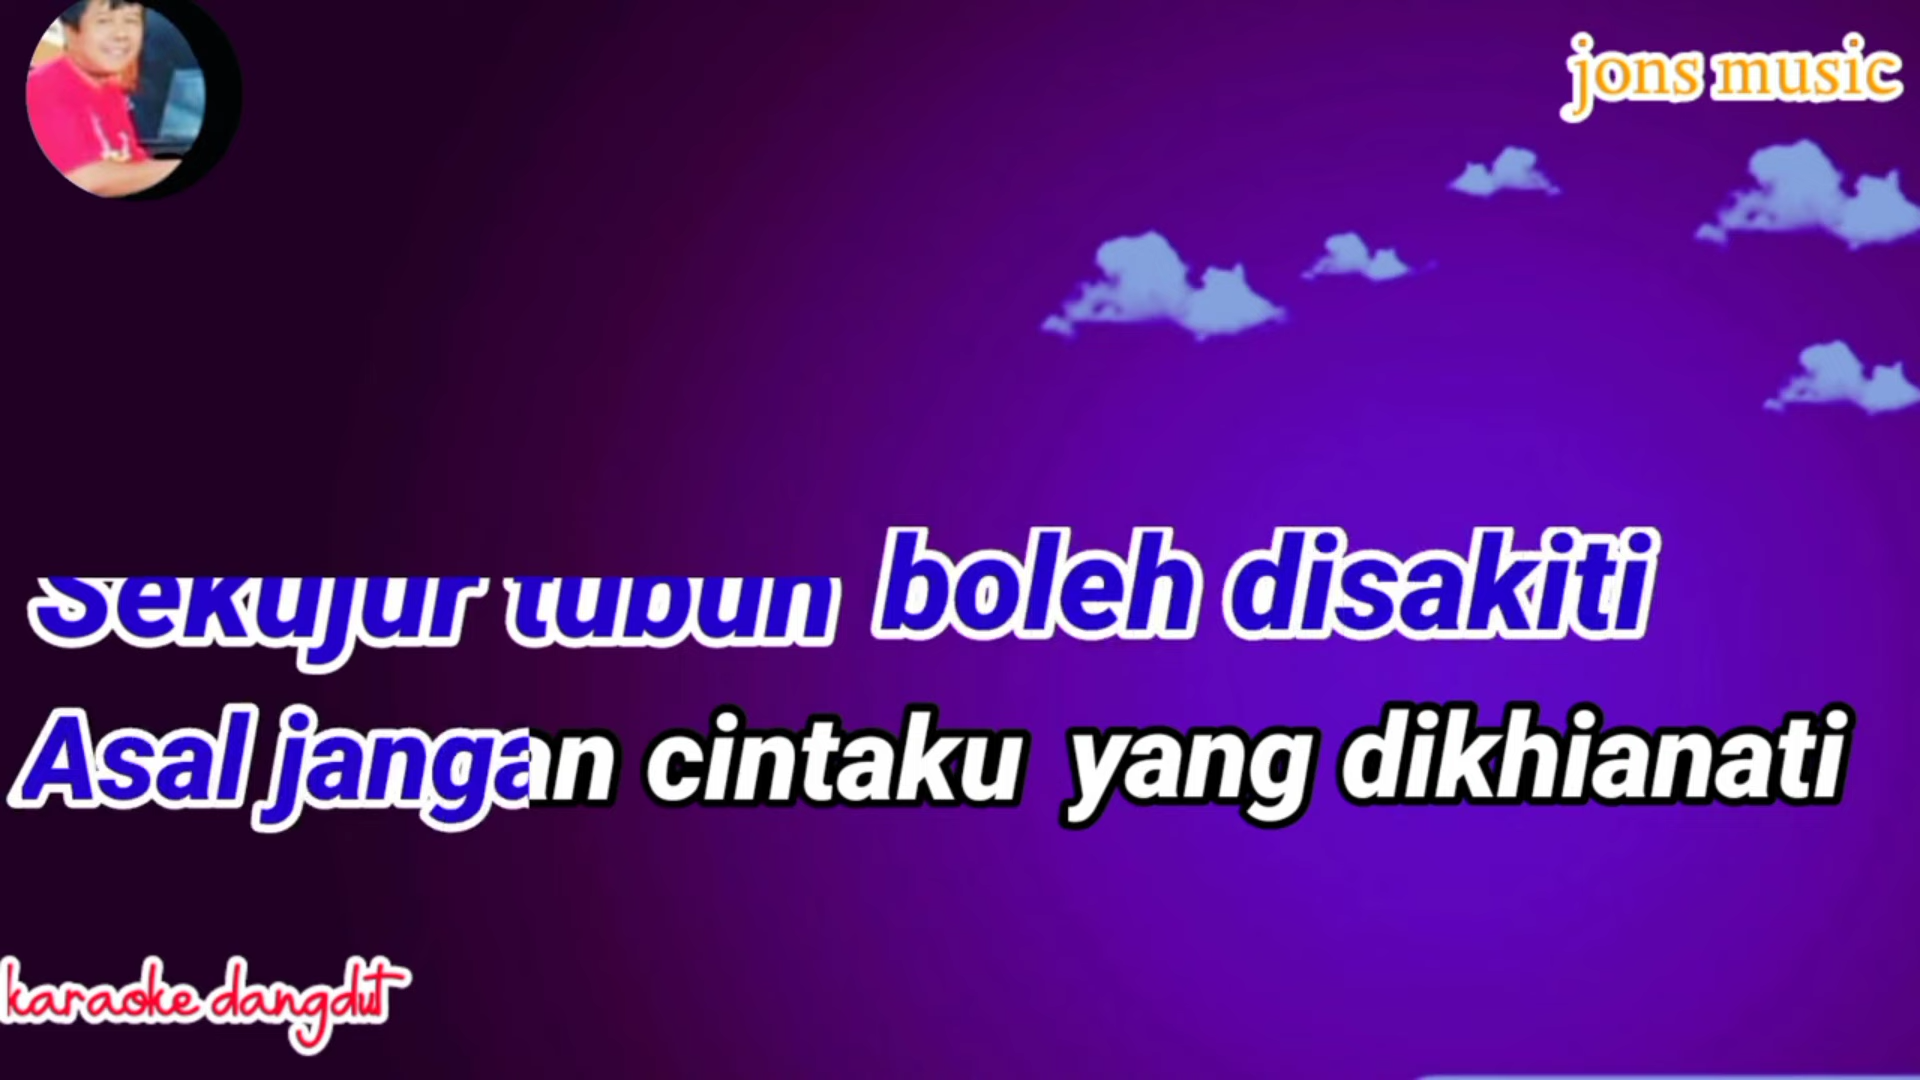 jons music
Sekujur tubuh boleh disakiti
Asal jangan cintaku yang dikhianati
karaoke dangdut